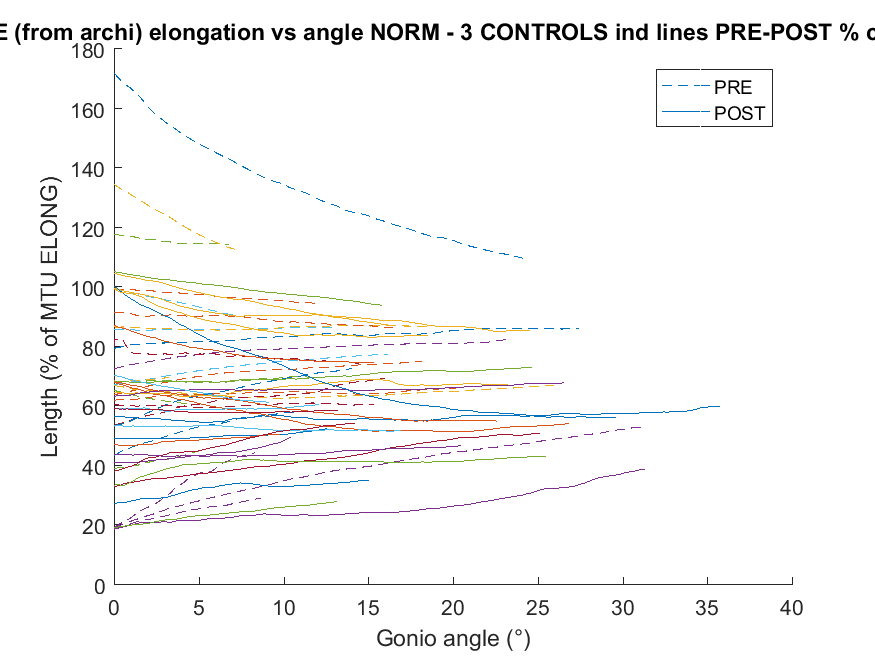 E (from archi) elongation vs angle NORM - 3 CONTROLS ind lines PRE-POST % o
180
160
140
120
100
80
60
40
20
0
Length (% of MTU ELONG)
PRE
POST
0 5 10 15 20 25 30 35 40
Gonio angle (°)